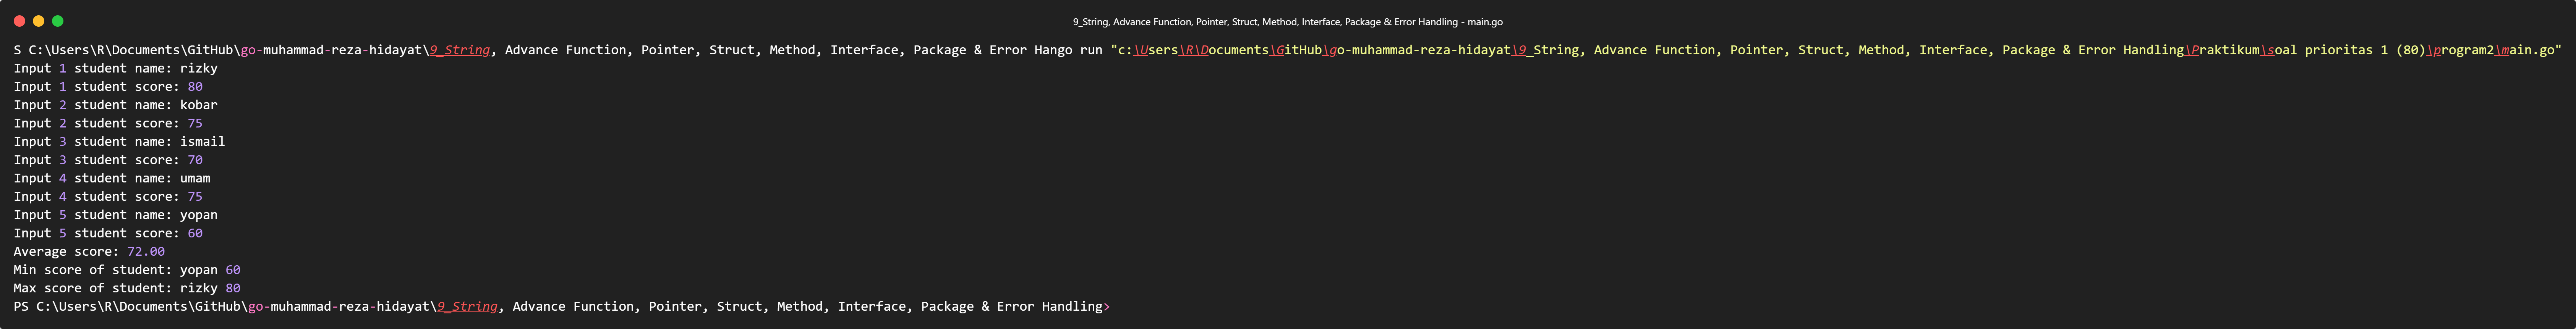 9_String, Advance Function, Pointer, Struct, Method, Interface, Package & Error Handling - main.go
S C:\Users\R\Documents\GitHub\go-muhammad-reza-hidayat\9_String, Advance Function, Pointer, Struct, Method, Interface, Package & Error Hango run "c:\Users\R\Documents\GitHub\go-muhammad-reza-hidayat\9_String, Advance Function, Pointer, Struct, Method, Interface, Package & Error Handling\Praktikum\soal prioritas 1 (80)\program2\main.go"
Input 1 student name: rizky
Input 1 student score: 80
Input 2 student name: kobar
Input 2 student score: 75
Input 3 student name: ismail
Input 3 student score: 70
Input 4 student name: umam
Input 4 student score: 75
Input 5 student name: yopan
Input 5 student score: 60
Average score: 72.00
Min score of student: yopan 60
Max score of student: rizky 80
PS C:\Users\R\Documents\GitHub\go-muhammad-reza-hidayat\9_String, Advance Function, Pointer, Struct, Method, Interface, Package & Error Handling>